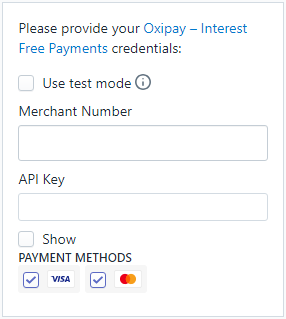 Please provide your Oxipay – Interest
Free Payments credentials:
Use test mode
Merchant Number
API Key
Show
PAYMENT METHODS
VISA